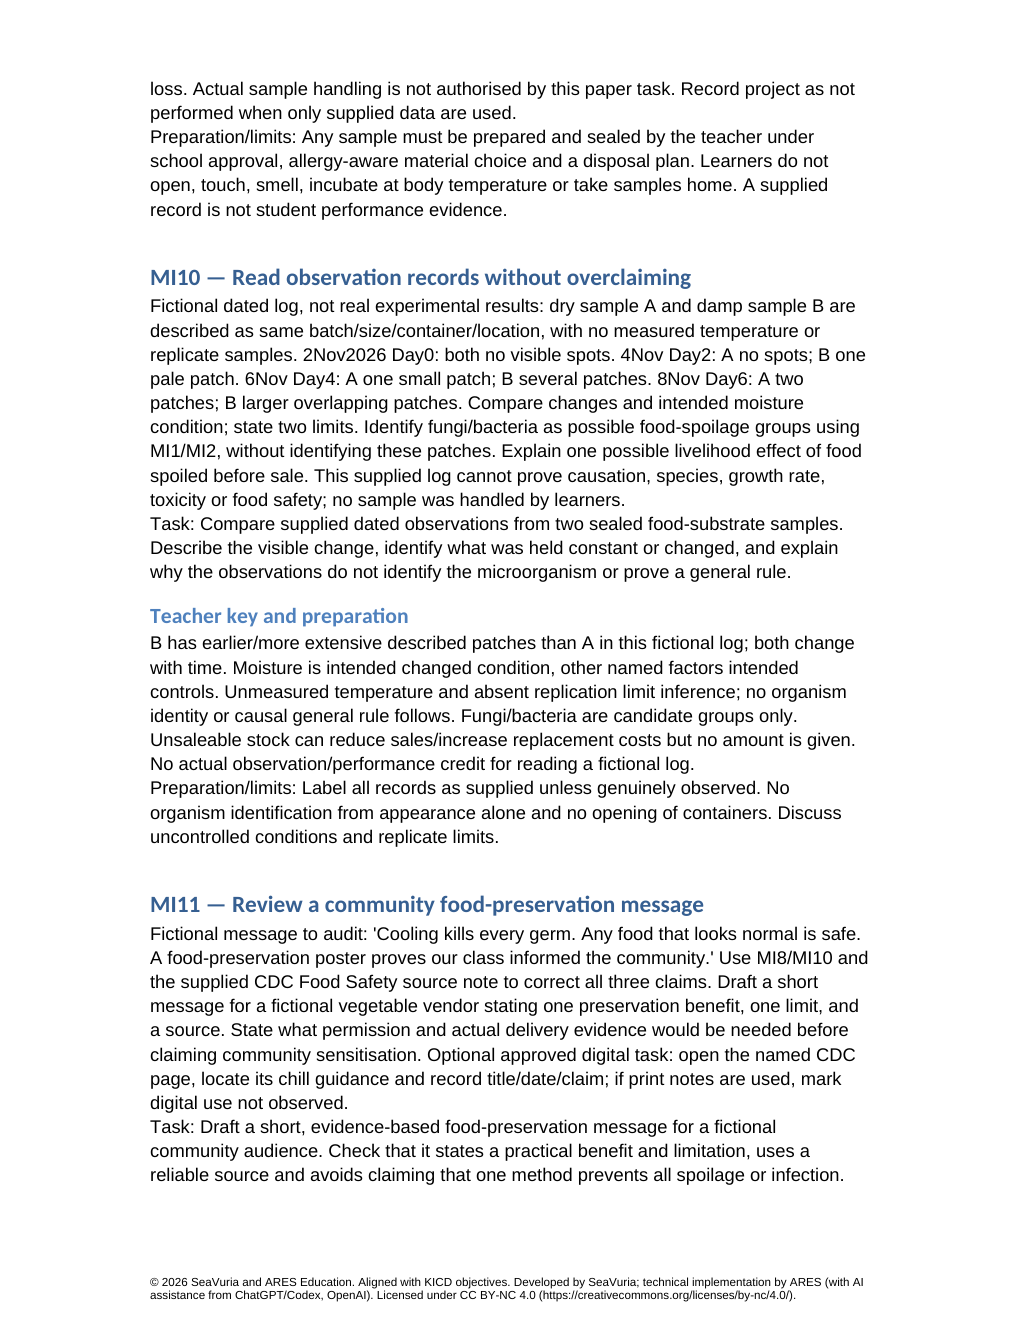 loss. Actual sample handling is not authorised by this paper task. Record project as not
performed when only supplied data are used.
Preparation/limits: Any sample must be prepared and sealed by the teacher under
school approval, allergy-aware material choice and a disposal plan. Learners do not
open, touch, smell, incubate at body temperature or take samples home. A supplied
record is not student performance evidence.
MI10 — Read observation records without overclaiming
Fictional dated log, not real experimental results: dry sample A and damp sample B are
described as same batch/size/container/location, with no measured temperature or
replicate samples. 2Nov2026 Day0: both no visible spots. 4Nov Day2: A no spots; B one
pale patch. 6Nov Day4: A one small patch; B several patches. 8Nov Day6: A two
patches; B larger overlapping patches. Compare changes and intended moisture
condition; state two limits. Identify fungi/bacteria as possible food-spoilage groups using
MI1/MI2, without identifying these patches. Explain one possible livelihood effect of food
spoiled before sale. This supplied log cannot prove causation, species, growth rate,
toxicity or food safety; no sample was handled by learners.
Task: Compare supplied dated observations from two sealed food-substrate samples.
Describe the visible change, identify what was held constant or changed, and explain
why the observations do not identify the microorganism or prove a general rule.
Teacher key and preparation
B has earlier/more extensive described patches than A in this fictional log; both change
with time. Moisture is intended changed condition, other named factors intended
controls. Unmeasured temperature and absent replication limit inference; no organism
identity or causal general rule follows. Fungi/bacteria are candidate groups only.
Unsaleable stock can reduce sales/increase replacement costs but no amount is given.
No actual observation/performance credit for reading a fictional log.
Preparation/limits: Label all records as supplied unless genuinely observed. No
organism identification from appearance alone and no opening of containers. Discuss
uncontrolled conditions and replicate limits.
MI11 — Review a community food-preservation message
Fictional message to audit: 'Cooling kills every germ. Any food that looks normal is safe.
A food-preservation poster proves our class informed the community.' Use MI8/MI10 and
the supplied CDC Food Safety source note to correct all three claims. Draft a short
message for a fictional vegetable vendor stating one preservation benefit, one limit, and
a source. State what permission and actual delivery evidence would be needed before
claiming community sensitisation. Optional approved digital task: open the named CDC
page, locate its chill guidance and record title/date/claim; if print notes are used, mark
digital use not observed.
Task: Draft a short, evidence-based food-preservation message for a fictional
community audience. Check that it states a practical benefit and limitation, uses a
reliable source and avoids claiming that one method prevents all spoilage or infection.
© 2026 SeaVuria and ARES Education. Aligned with KICD objectives. Developed by SeaVuria; technical implementation by ARES (with AI
assistance from ChatGPT/Codex, OpenAI). Licensed under CC BY-NC 4.0 (https://creativecommons.org/licenses/by-nc/4.0/).